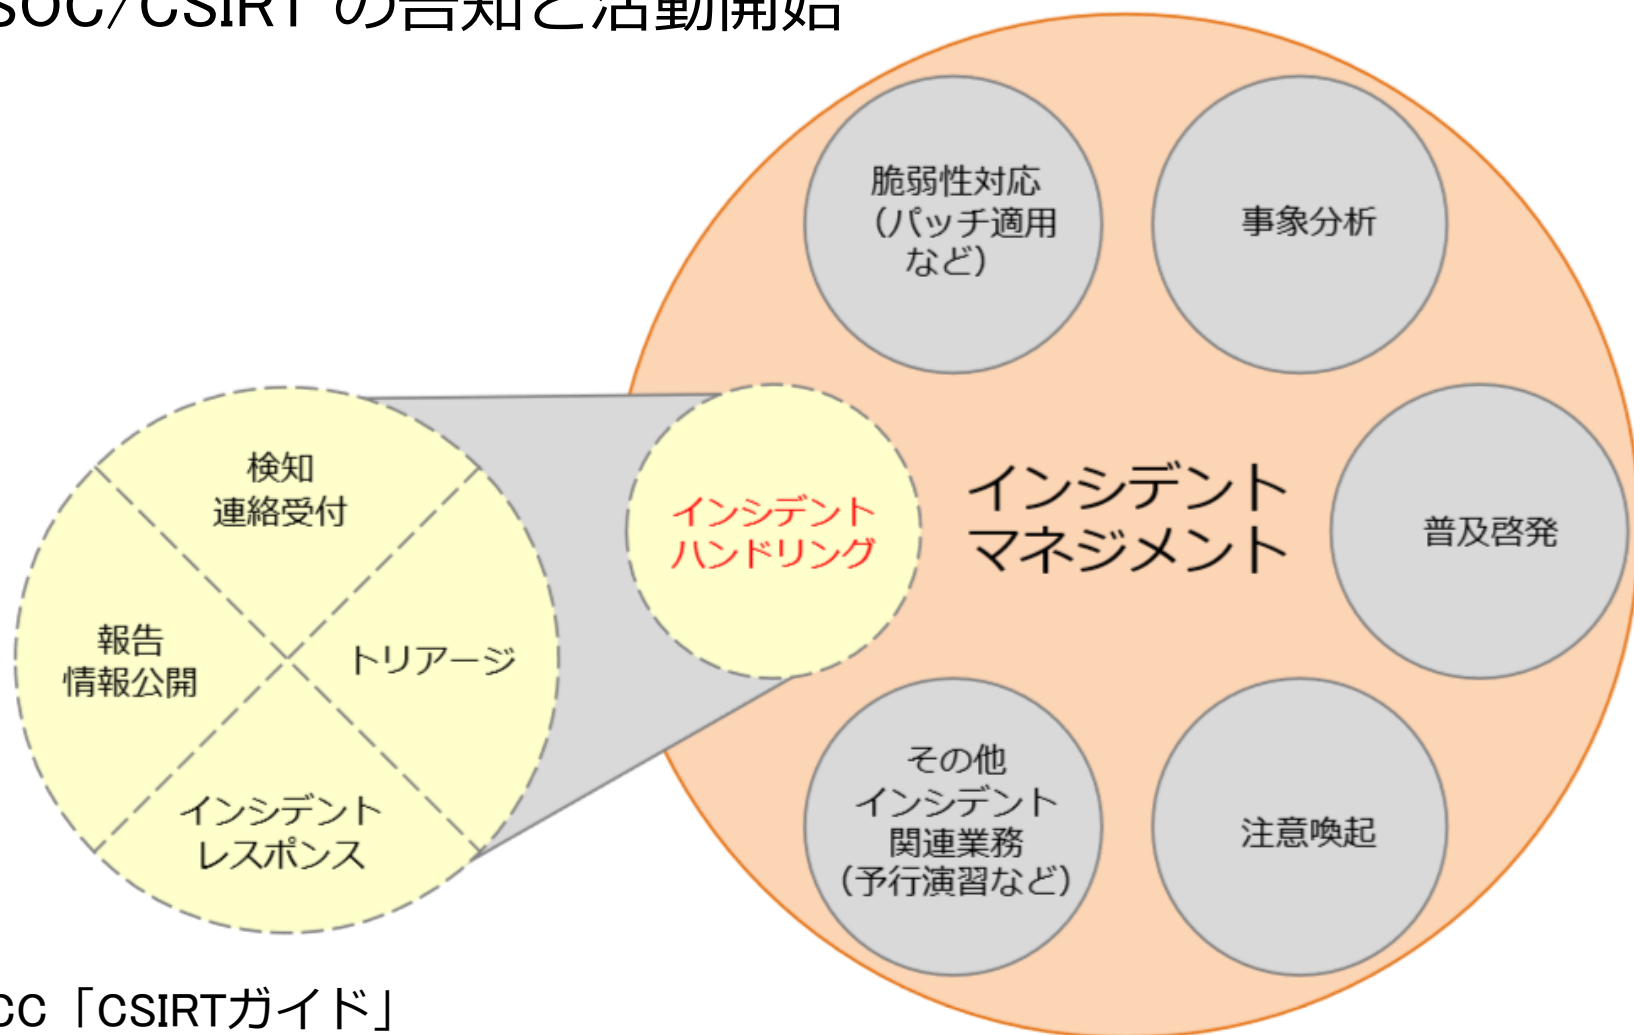 SOC/CSIRT の告知と活動開始
脆弱性対応
（パッチ適用
など）
事象分析
検知
連絡受付
報告
情報公開
トリアージ
インシデント
レスポンス
インシデント
ハンドリング
インシデント
マネジメント
普及啓発
その他
インシデント
関連業務
（予行演習など）
注意喚起
CC「CSIRTガイド」